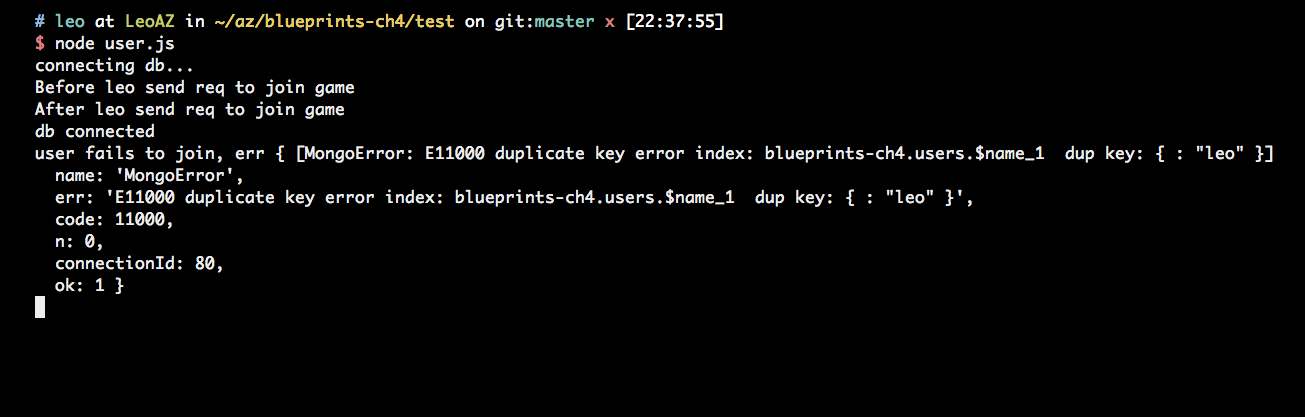 # leo at LeoAZ in ~/az/blueprints-ch4/test on git:master x [22:37:55]
$ node user.js
connecting db...
Before leo send req to join game
After leo send req to join game
db connected
user fails to join, err { [MongoError: E11000 duplicate key error index: blueprints-ch4.users.$name_1  dup key: { : "leo" }]
  name: 'MongoError',
  err: 'E11000 duplicate key error index: blueprints-ch4.users.$name_1  dup key: { : "leo" }',
  code: 11000,
  n: 0,
  connectionId: 80,
  ok: 1 }